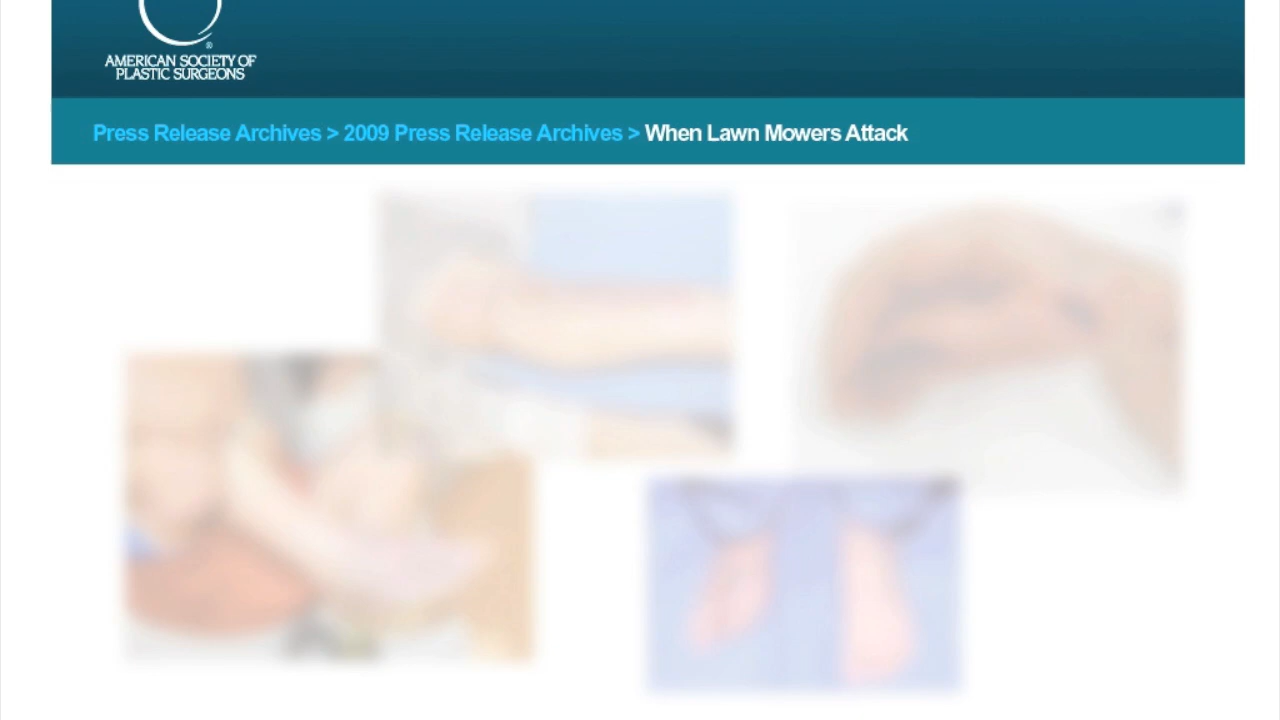 ®
AMERICAN SOCIETY OF
PLASTIC SURGEONS
Press Release Archives > 2009 Press Release Archives > When Lawn Mowers Attack